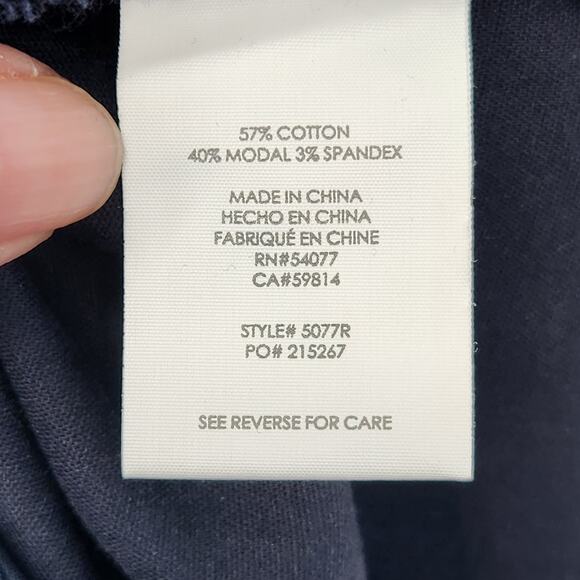 57% COTTON
40% MODAL 3% SPANDEX
MADE IN CHINA
HECHO EN CHINA
FABRIQUÉ EN CHINE
RN#54077
CA#59814
STYLE# 5077R
PO# 215267
SEE REVERSE FOR CARE